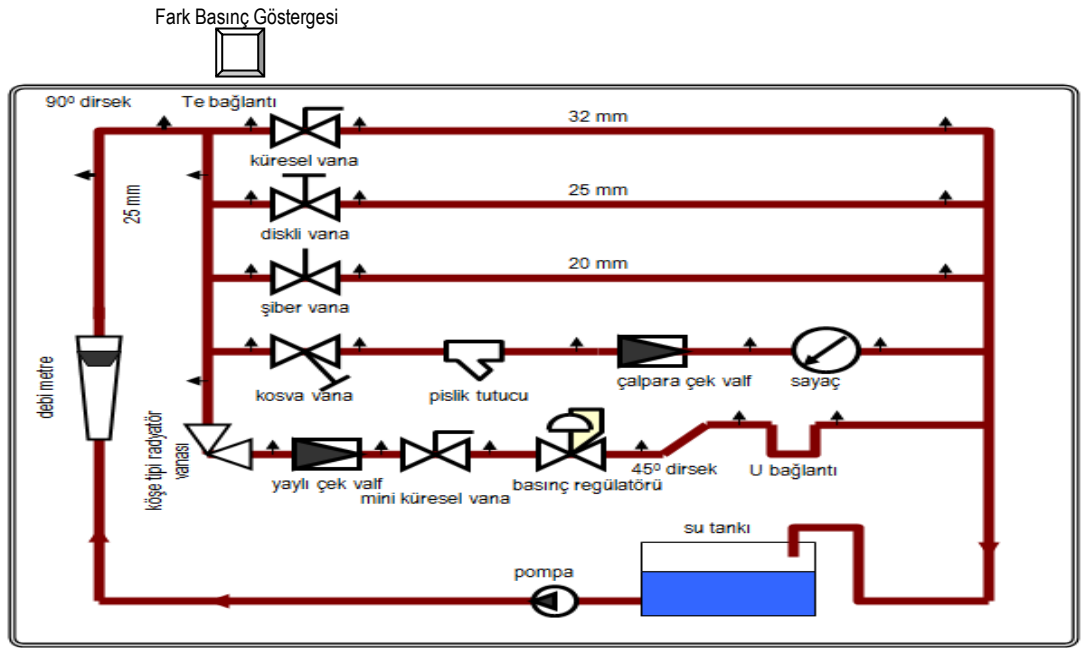 Fark Basınç Göstergesi
90º dirsek
Te bağlantı
32 mm
küresel vana
25 mm
25 mm
diskli vana
20 mm
şiber vana
debi metre
kosva vana
pislik tutucu
çalpara çek valf
sayaç
köşe tipi radyatör
vanası
yaylı çek valf
mini küresel vana
basınç regülatörü
45º dirsek
U bağlantı
su tankı
pompa